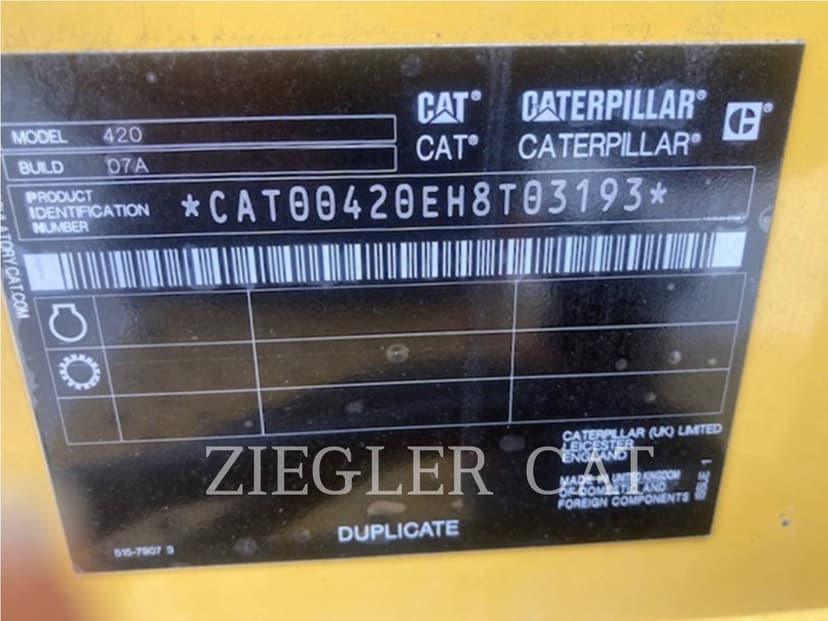 CAT® CATERPILLAR®
CAT® CATERPILLAR®
MODEL 420
BUILD 07A
PRODUCT
IDENTIFICATION
NUMBER
*CAT00420EH8T03193*
CATERPILLAR (UK) LIMITED
LEICESTER
ENGLAND
MADE IN UNITED KINGDOM
OF DOMESTIC AND
FOREIGN COMPONENTS
ISSUE 1
ZIEGLER CAT
DUPLICATE
515-7907 3